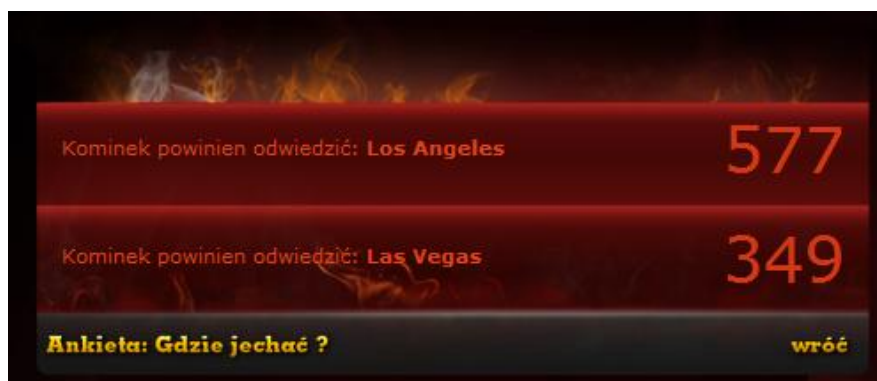 Kominek powinien odwiedzić: Los Angeles 577
Kominek powinien odwiedzić: Las Vegas 349
Ankieta: Gdzie jechać ? wróć